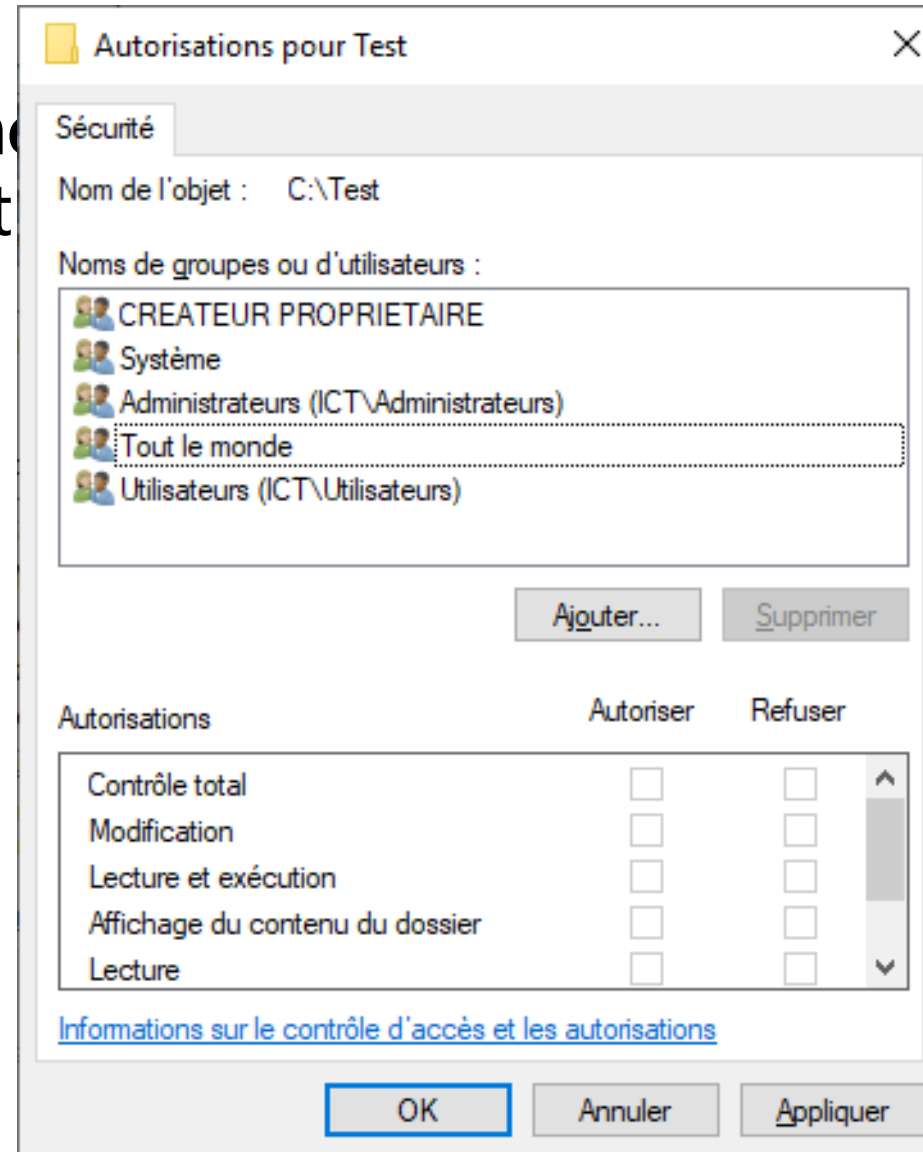 Autorisations pour Test
Sécurité
Nom de l'objet : C:\Test
Noms de groupes ou d'utilisateurs :
CREATEUR PROPRIETAIRE
Système
Administrateurs (ICT\Administrateurs)
Tout le monde
Utilisateurs (ICT\Utilisateurs)
Ajouter... Supprimer
Autorisations Autoriser Refuser
Contrôle total
Modification
Lecture et exécution
Affichage du contenu du dossier
Lecture
Informations sur le contrôle d'accès et les autorisations
OK Annuler Appliquer